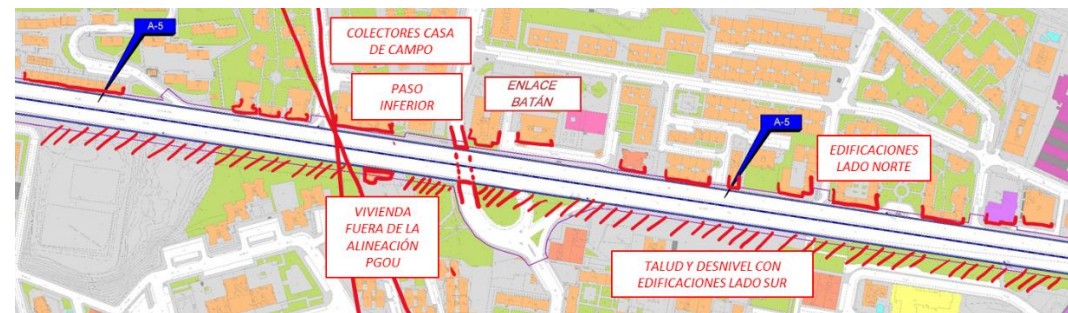 A-5
COLECTORES CASA
DE CAMPO
PASO
INFERIOR
ENLACE
BATÁN
A-5
EDIFICACIONES
LADO NORTE
VIVIENDA
FUERA DE LA
ALINEACIÓN
PGOU
TALUD Y DESNIVEL CON
EDIFICACIONES LADO SUR